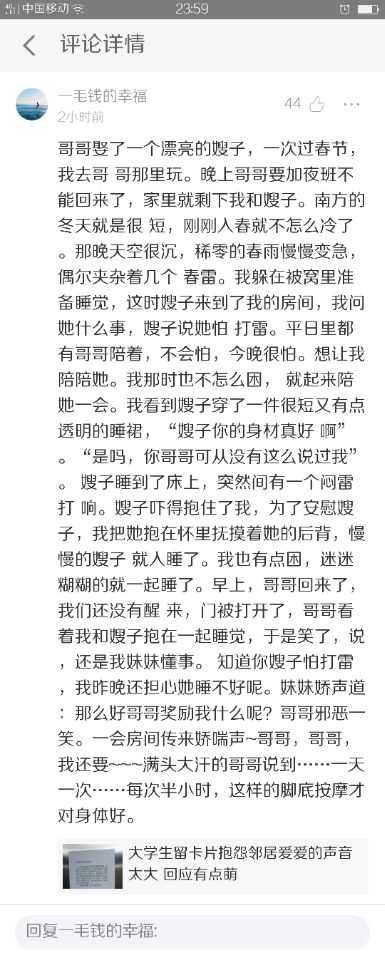 中国移动
23:59
评论详情
一毛钱的幸福
2小时前
44
哥哥娶了一个漂亮的嫂子，一次过春节，
我去哥 哥那里玩。晚上哥哥要加夜班不
能回来了，家里就剩下我和嫂子。南方的
冬天就是很 短，刚刚入春就不怎么冷了
。那晚天空很沉，稀零的春雨慢慢变急，
偶尔夹杂着几个 春雷。我躲在被窝里准
备睡觉，这时嫂子来到了我的房间，我问
她什么事，嫂子说她怕 打雷。平日里都
有哥哥陪着，不会怕，今晚很怕。想让我
陪陪她。我那时也不怎么困， 就起来陪
她一会。我看到嫂子穿了一件很短又有点
透明的睡裙，“嫂子你的身材真好 啊”
。“是吗，你哥哥可从没有这么说过我”
。 嫂子睡到了床上，突然间有一个闷雷
打 响。嫂子吓得抱住了我，为了安慰嫂
子，我把她抱在怀里抚摸着她的后背，慢
慢的嫂子 就人睡了。我也有点困，迷迷
糊糊的就一起睡了。早上，哥哥回来了，
我们还没有醒 来，门被打开了，哥哥看
着我和嫂子抱在一起睡觉，于是笑了，说
，还是我妹妹懂事。 知道你嫂子怕打雷
，我昨晚还担心她睡不好呢。妹妹娇声道
：那么好哥哥奖励我什么呢？哥哥邪恶一
笑。一会房间传来娇喘声~哥哥，哥哥，
我还要~~~满头大汗的哥哥说到……一天
一次……每次半小时，这样的脚底按摩才
对身体好。
大学生留卡片抱怨邻居爱爱的声音
太大 回应有点萌
回复一毛钱的幸福: